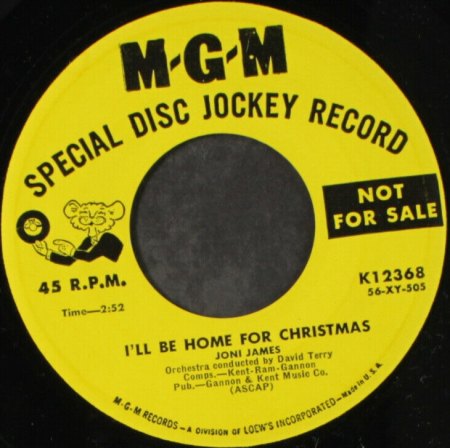 M-G-M
SPECIAL DISC JOCKEY RECORD
NOT
FOR SALE
45 R.P.M.
K12368
56-XY-505
Time—2:52
I'LL BE HOME FOR CHRISTMAS
JONI JAMES
Orchestra conducted by David Terry
Comps.—Kent-Ram-Gannon
Pub.—Gannon & Kent Music Co.
(ASCAP)
M-G-M RECORDS — A DIVISION OF LOEW'S INCORPORATED — Made in U.S.A.